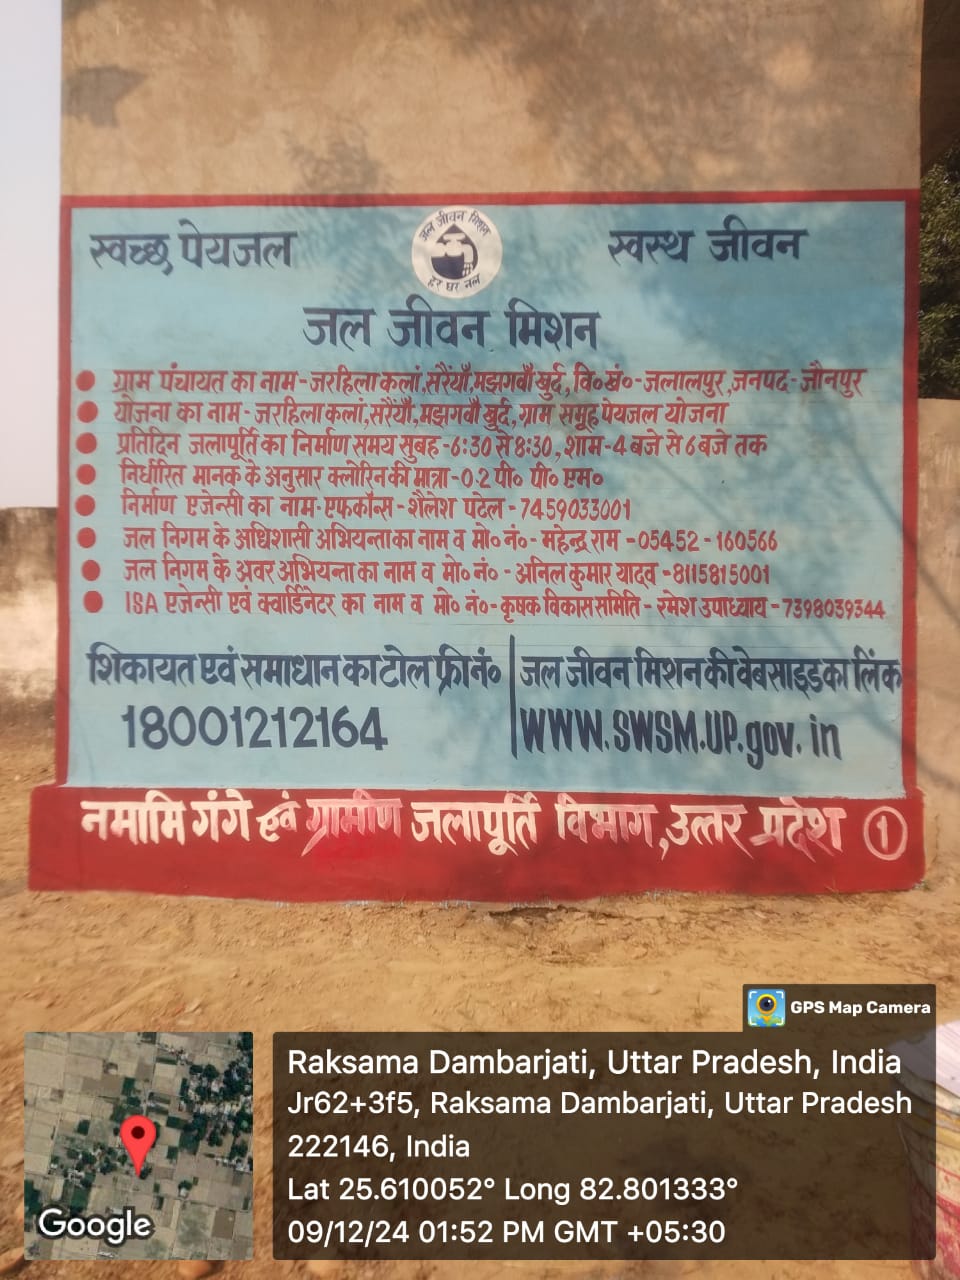 स्वच्छ पेयजल
जल जीवन मिशन
हर घर नल
स्वस्थ जीवन
जल जीवन मिशन
ग्राम पंचायत का नाम - जरहिला कलां, सरैंयाँ, मझगवाँ खुर्द, वि०खं० - जलालपुर, जनपद - जौनपुर
योजना का नाम - जरहिला कलां, सरैंयाँ, मझगवाँ खुर्द, ग्राम समूह पेयजल योजना
प्रतिदिन जलापूर्ति का निर्माण समय सुबह - 6:30 से 8:30, शाम - 4 बजे से 6 बजे तक
निर्धारित मानक के अनुसार क्लोरिन की मात्रा - 0.2 पी० पी० एम०
निर्माण एजेन्सी का नाम - एफकॉन्स - शैलेश पटेल - 7459033001
जल निगम के अधिशासी अभियन्ता का नाम व मो० नं० - महेन्द्र राम - 05452 - 160566
जल निगम के अवर अभियन्ता का नाम व मो० नं० - अनिल कुमार यादव - 8115815001
ISA एजेन्सी एवं क्वार्डिनेटर का नाम व मो० नं० - कृषक विकास समिति - रमेश उपाध्याय - 7398039344
शिकायत एवं समाधान का टोल फ्री नं०
18001212164
जल जीवन मिशन की वेबसाइड का लिंक
WWW.SWSM.UP.gov.in
नमामि गंगे एवं ग्रामीण जलापूर्ति विभाग, उत्तर प्रदेश 1
GPS Map Camera
Raksama Dambarjati, Uttar Pradesh, India
Jr62+3f5, Raksama Dambarjati, Uttar Pradesh
222146, India
Lat 25.610052° Long 82.801333°
09/12/24 01:52 PM GMT +05:30
Google